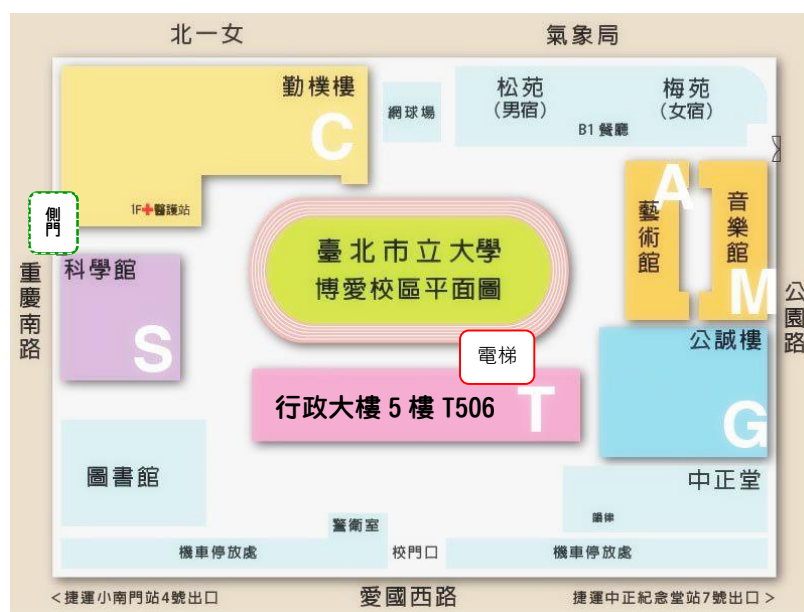 北一女
氣象局
勤樸樓
C
網球場
松苑
(男宿)
梅苑
(女宿)
B1 餐廳
1F✚醫護站
側門
A
藝術館
音樂館
M
臺北市立大學
博愛校區平面圖
科學館
S
重慶南路
公園路
電梯
公誠樓
G
行政大樓 5 樓 T506
T
圖書館
中正堂
韻律
警衛室
機車停放處
校門口
機車停放處
<捷運小南門站4號出口
愛國西路
捷運中正紀念堂站7號出口>